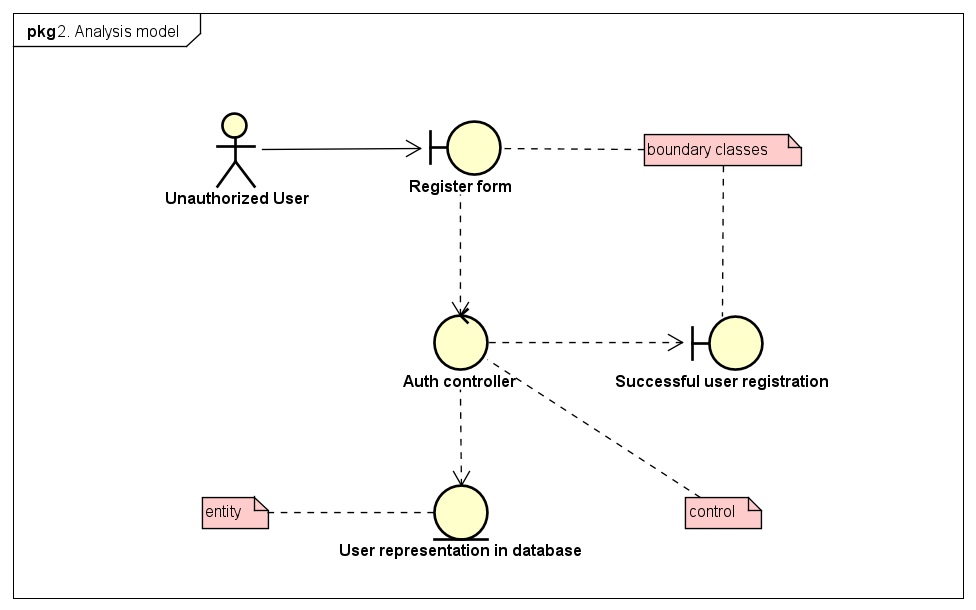 pkg 2. Analysis model
Unauthorized User
Register form
boundary classes
Auth controller
Successful user registration
entity
control
User representation in database